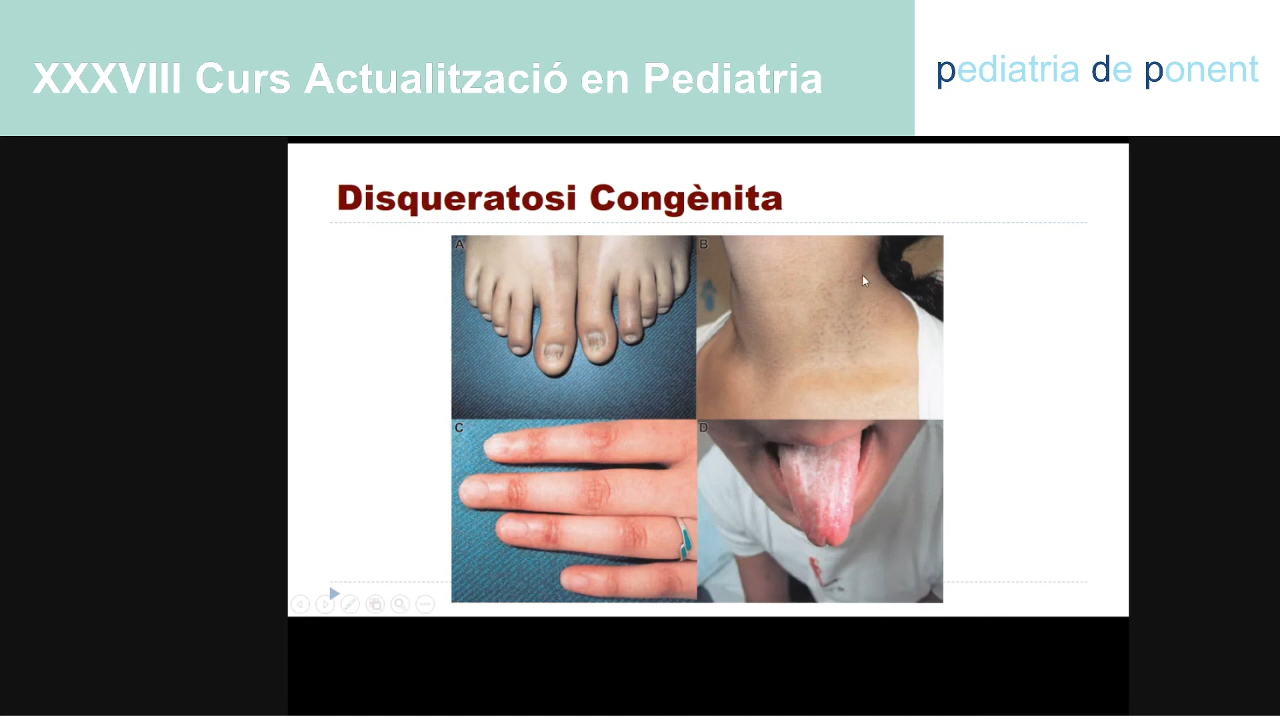 XXXVIII Curs Actualització en Pediatria
pediatria de ponent
Disqueratosi Congènita
A
B
C
D